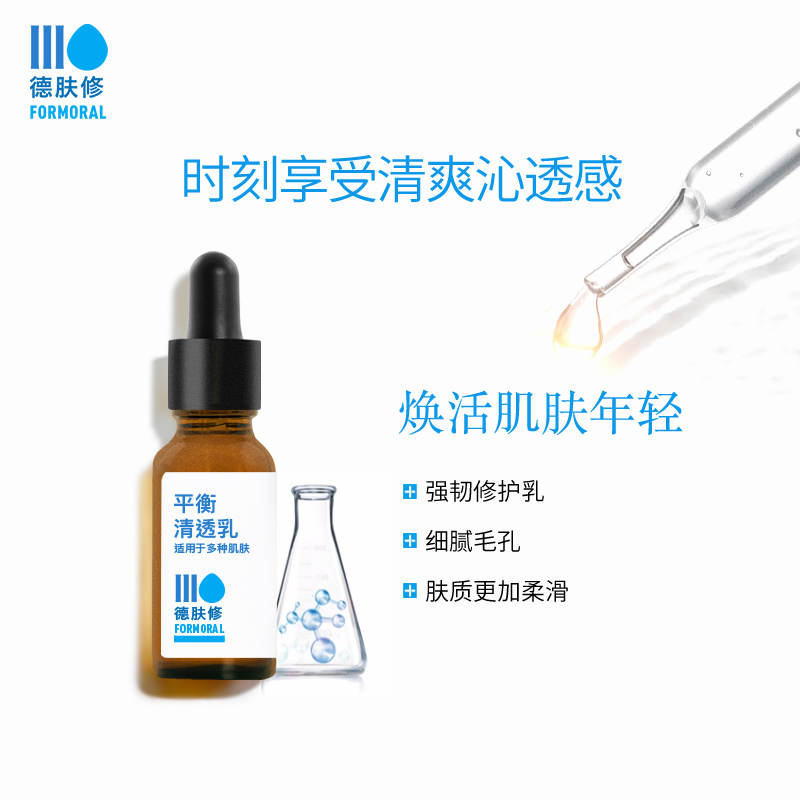 德肤修
FORMORAL
时刻享受清爽沁透感
焕活肌肤年轻
强韧修护乳
细腻毛孔
肤质更加柔滑
平衡
清透乳
适用于多种肌肤
德肤修
FORMORAL